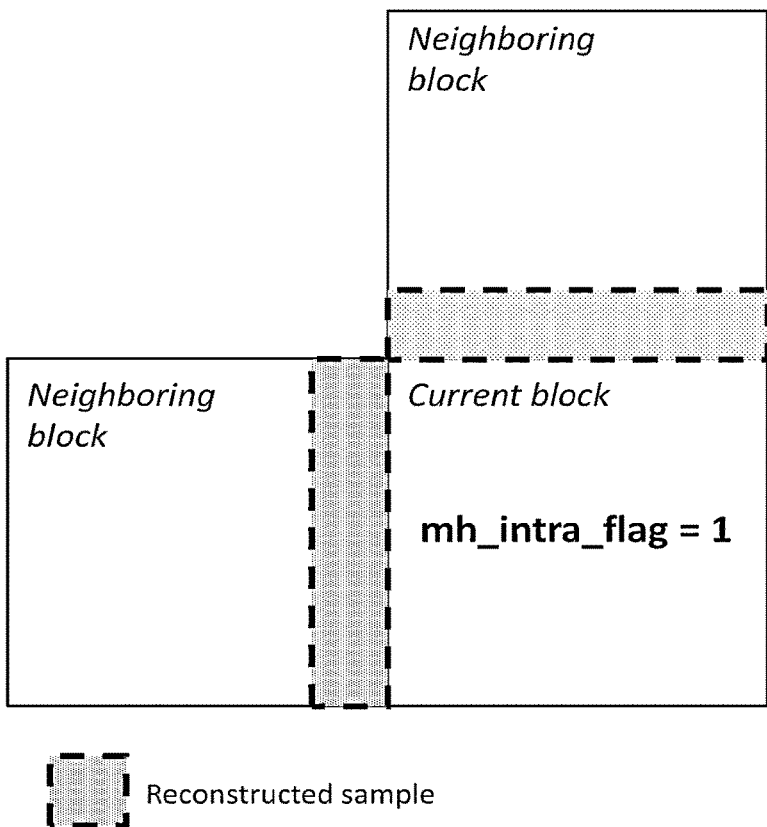 Neighboring
block
Neighboring
block
Current block
mh_intra_flag = 1
Reconstructed sample